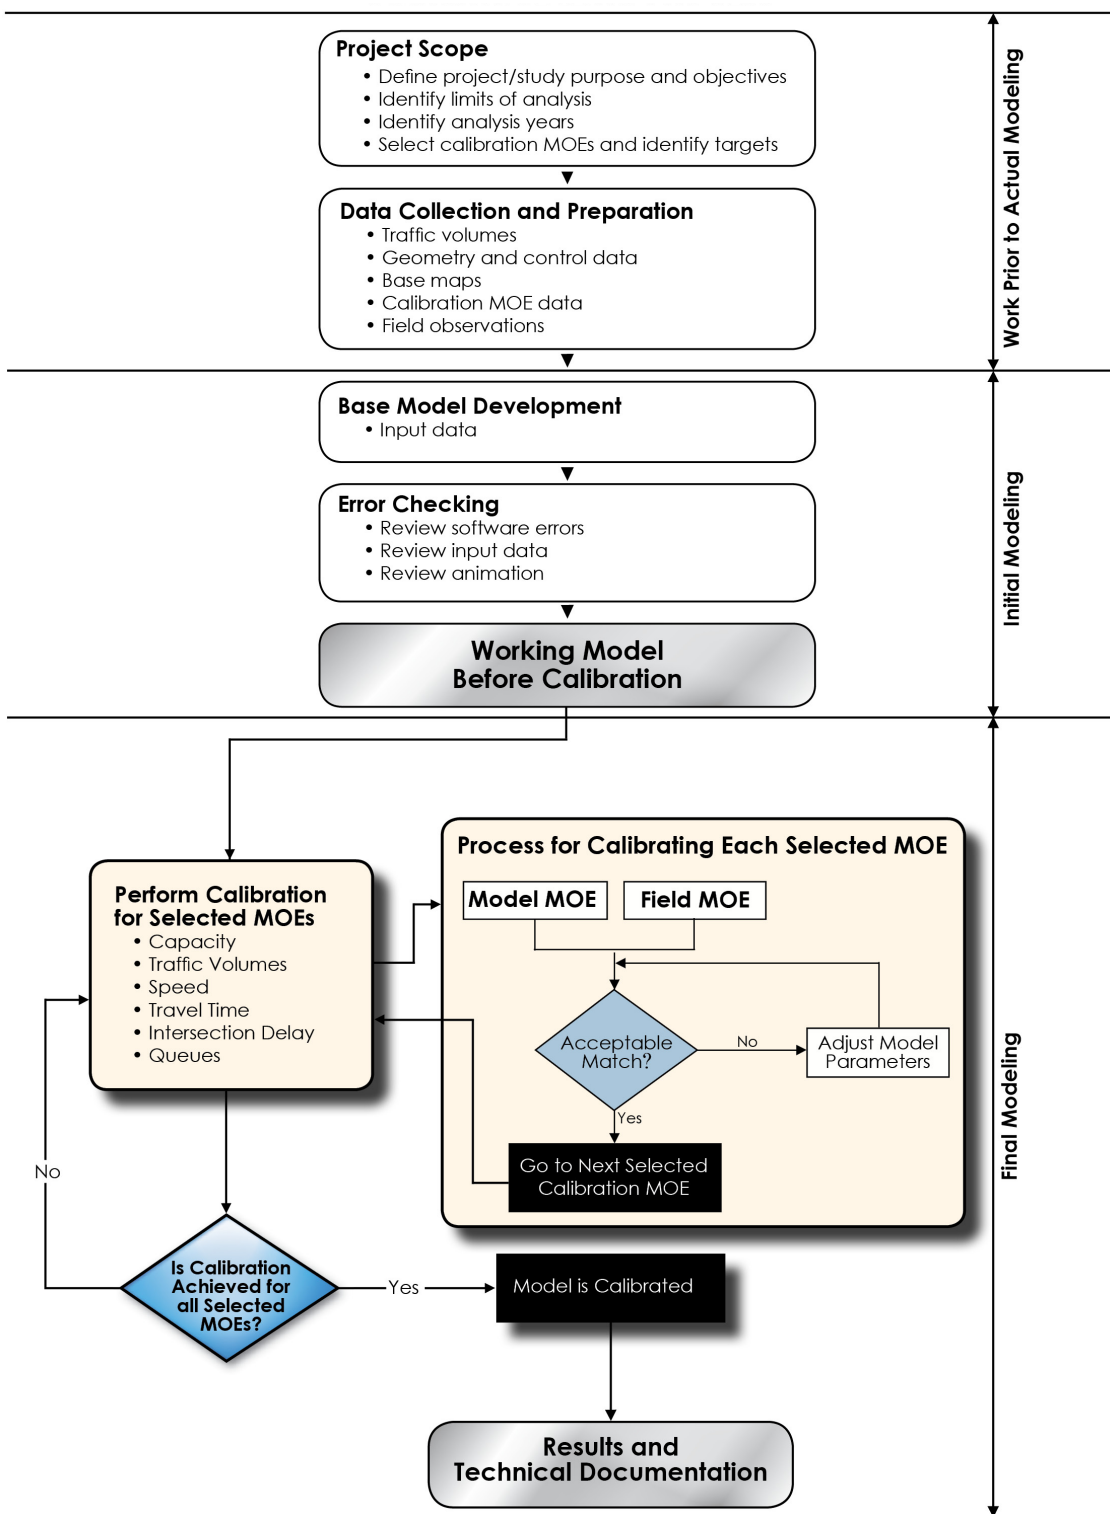 Project Scope
• Define project/study purpose and objectives
• Identify limits of analysis
• Identify analysis years
• Select calibration MOEs and identify targets
Data Collection and Preparation
• Traffic volumes
• Geometry and control data
• Base maps
• Calibration MOE data
• Field observations
Work Prior to Actual Modeling
Base Model Development
• Input data
Error Checking
• Review software errors
• Review input data
• Review animation
Working Model
Before Calibration
Initial Modeling
Perform Calibration
for Selected MOEs
• Capacity
• Traffic Volumes
• Speed
• Travel Time
• Intersection Delay
• Queues
Process for Calibrating Each Selected MOE
Model MOE
Field MOE
Acceptable
Match?
No
Adjust Model
Parameters
Yes
Go to Next Selected
Calibration MOE
No
Is Calibration
Achieved for
all Selected
MOEs?
Yes
Model is Calibrated
Results and
Technical Documentation
Final Modeling